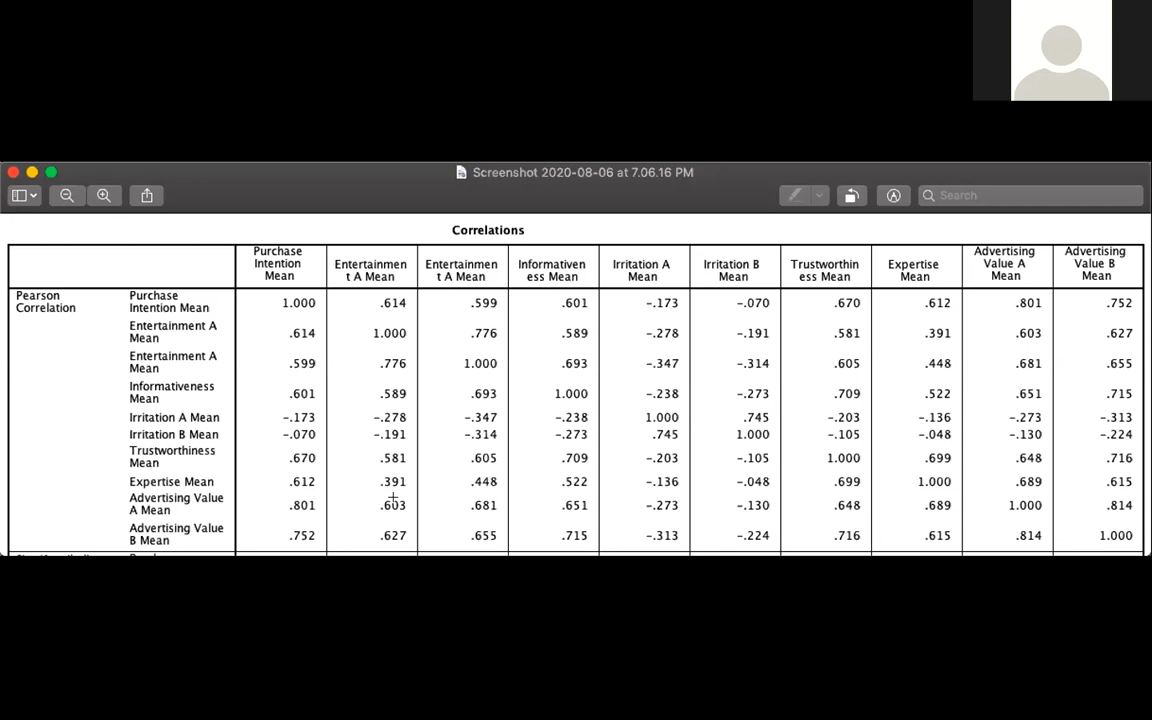 Screenshot 2020-08-06 at 7.06.16 PM
Search
Correlations
Purchase Intention Mean Entertainmen t A Mean Entertainmen t A Mean Informativen ess Mean Irritation A Mean Irritation B Mean Trustworthin ess Mean Expertise Mean Advertising Value A Mean Advertising Value B Mean
Pearson Correlation Purchase Intention Mean 1.000 .614 .599 .601 -.173 -.070 .670 .612 .801 .752
Entertainment A Mean .614 1.000 .776 .589 -.278 -.191 .581 .391 .603 .627
Entertainment A Mean .599 .776 1.000 .693 -.347 -.314 .605 .448 .681 .655
Informativeness Mean .601 .589 .693 1.000 -.238 -.273 .709 .522 .651 .715
Irritation A Mean -.173 -.278 -.347 -.238 1.000 .745 -.203 -.136 -.273 -.313
Irritation B Mean -.070 -.191 -.314 -.273 .745 1.000 -.105 -.048 -.130 -.224
Trustworthiness Mean .670 .581 .605 .709 -.203 -.105 1.000 .699 .648 .716
Expertise Mean .612 .391 .448 .522 -.136 -.048 .699 1.000 .689 .615
Advertising Value A Mean .801 .603 .681 .651 -.273 -.130 .648 .689 1.000 .814
Advertising Value B Mean .752 .627 .655 .715 -.313 -.224 .716 .615 .814 1.000